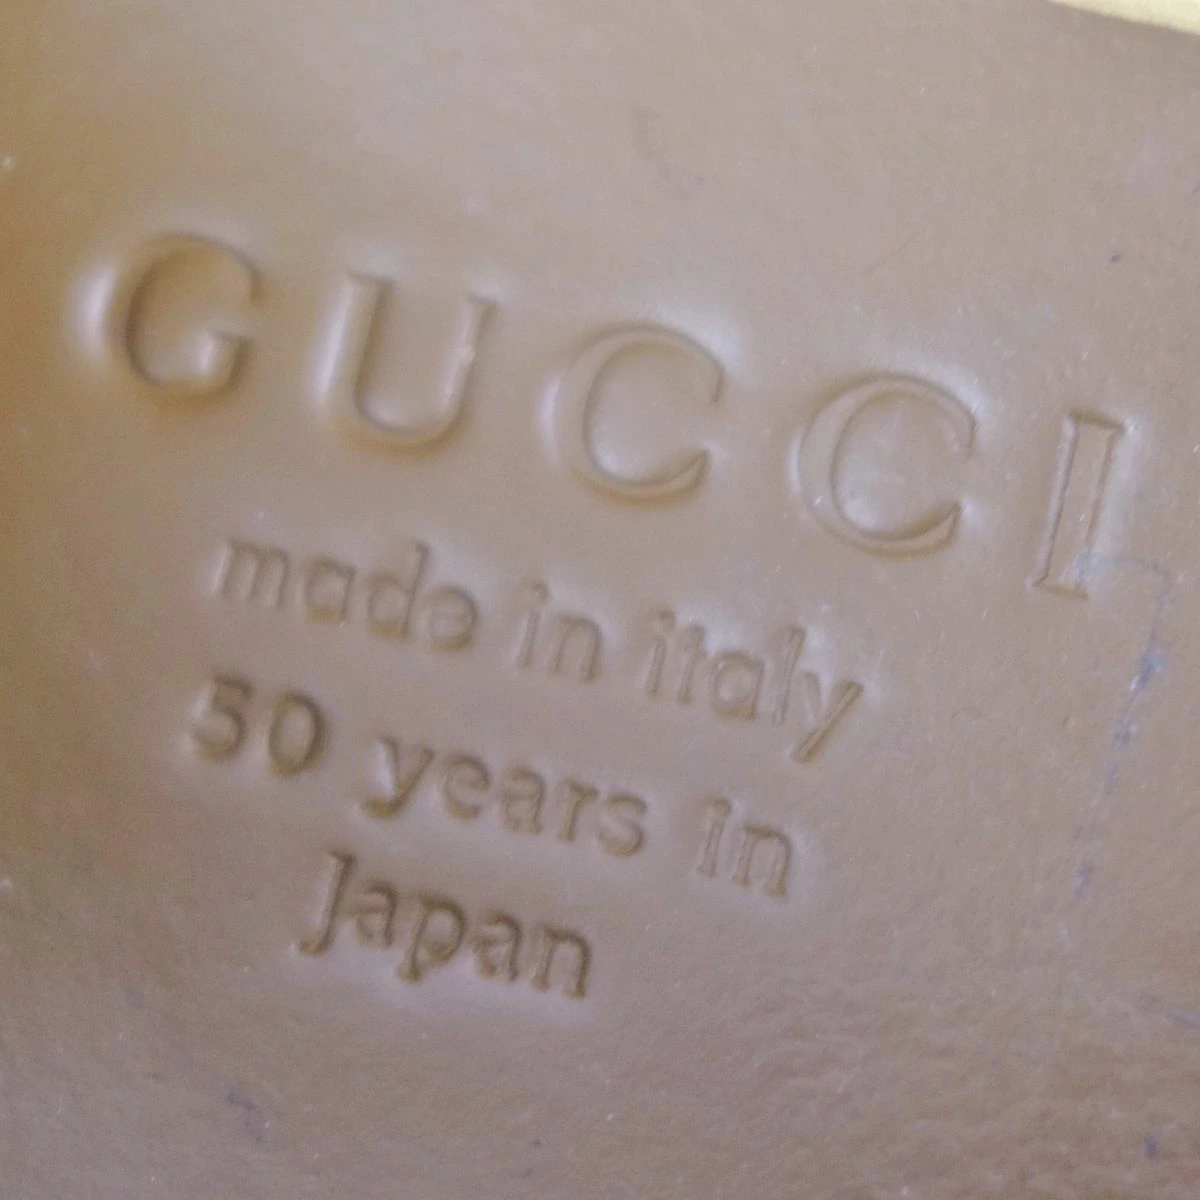 GUCCI
made in italy
50 years in
Japan